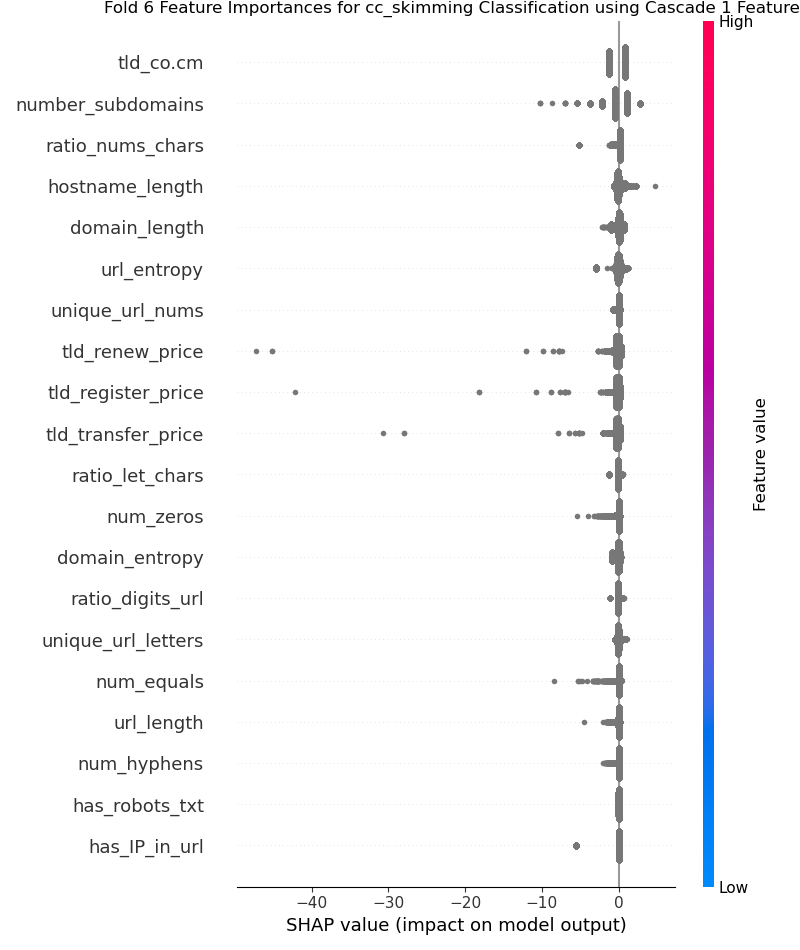 Fold 6 Feature Importances for cc_skimming Classification using Cascade 1 Feature
High
tld_co.cm
number_subdomains
ratio_nums_chars
hostname_length
domain_length
url_entropy
unique_url_nums
tld_renew_price
tld_register_price
tld_transfer_price
ratio_let_chars
num_zeros
domain_entropy
ratio_digits_url
unique_url_letters
num_equals
url_length
num_hyphens
has_robots_txt
has_IP_in_url
Feature value
Low
−40 −30 −20 −10 0
SHAP value (impact on model output)